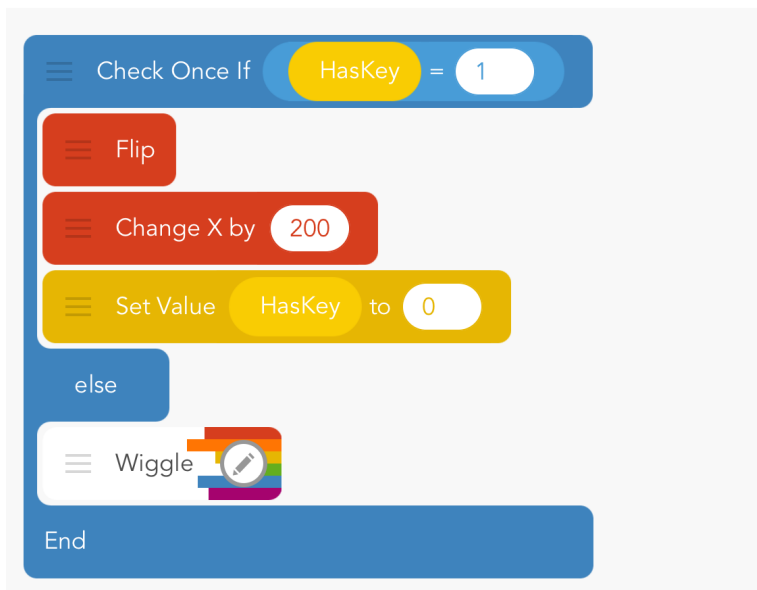 Check Once If HasKey = 1
Flip
Change X by 200
Set Value HasKey to 0
else
Wiggle
End